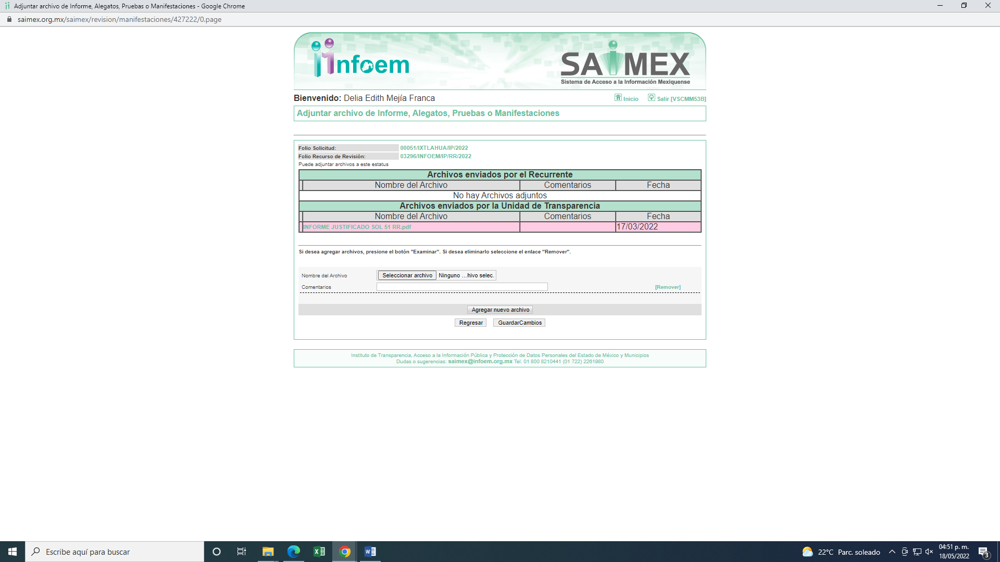 Adjuntar archivo de Informe, Alegatos, Pruebas o Manifestaciones - Google Chrome
saimex.org.mx/saimex/revision/manifestaciones/427222/0.page
infoem
SAIMEX
Sistema de Acceso a la Información Mexiquense
Bienvenido: Delia Edith Mejía Franca Inicio Salir [VSCMM53B]
Adjuntar archivo de Informe, Alegatos, Pruebas o Manifestaciones
Folio Solicitud: 00051/IXTLAHUA/IP/2022
Folio Recurso de Revisión: 03296/INFOEM/IP/RR/2022
Puede adjuntar archivos a este estatus
Archivos enviados por el Recurrente
Nombre del Archivo Comentarios Fecha
No hay Archivos adjuntos
Archivos enviados por la Unidad de Transparencia
Nombre del Archivo Comentarios Fecha
INFORME JUSTIFICADO SOL 51 RR.pdf 17/03/2022
Si desea agregar archivos, presione el botón "Examinar". Si desea eliminarlo seleccione el enlace "Remover".
Nombre del Archivo Seleccionar archivo Ninguno ...hivo selec.
Comentarios [Remover]
Agregar nuevo archivo
Regresar GuardarCambios
Instituto de Transparencia, Acceso a la Información Pública y Protección de Datos Personales del Estado de México y Municipios
Dudas o sugerencias: saimex@infoem.org.mx Tel. 01 800 8210441 (01 722) 2261980
Escribe aquí para buscar
22°C Parc. soleado
04:51 p. m.
18/05/2022
3